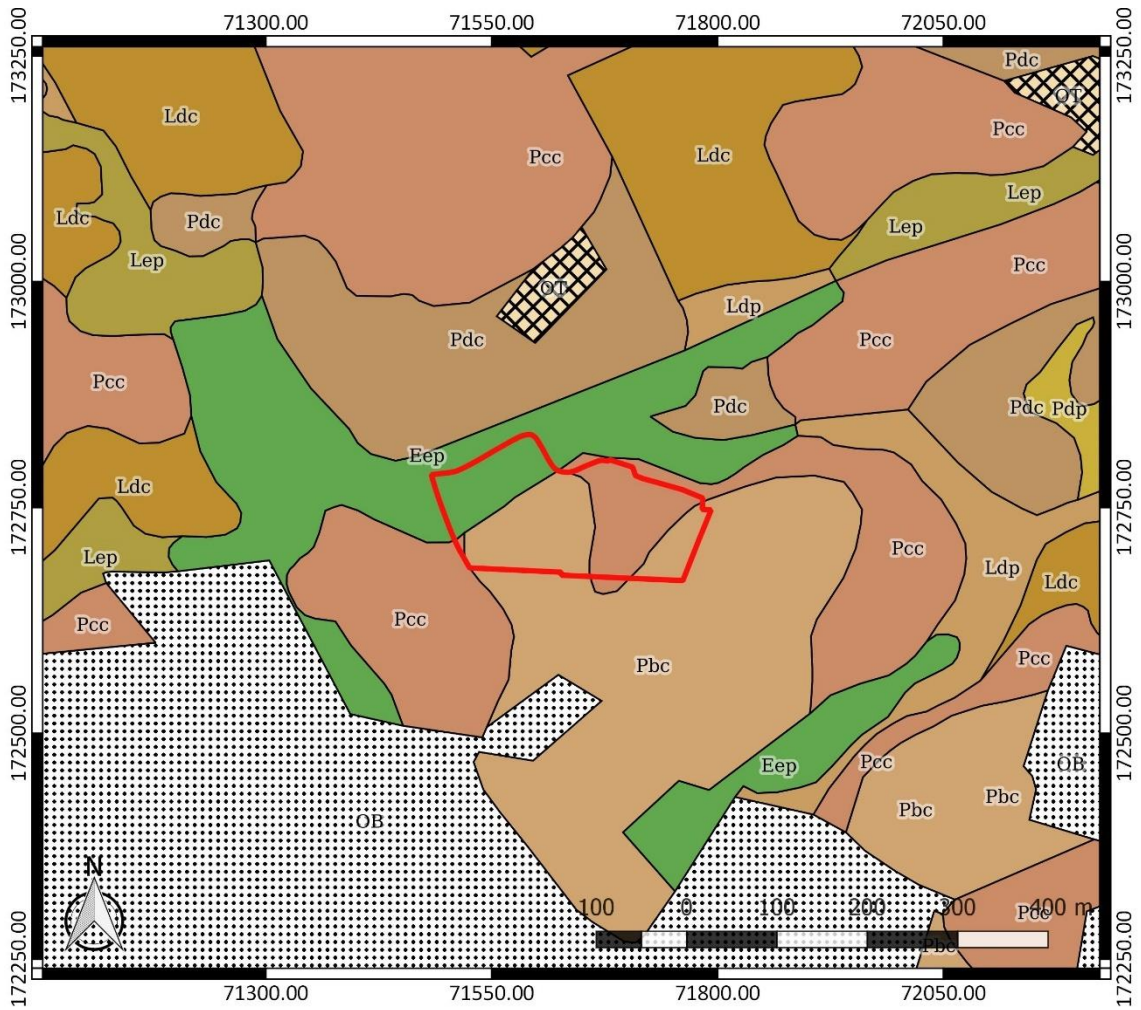 71300.00 71550.00 71800.00 72050.00
173250.00 173250.00
Pdc
OT
Ldc
Pcc
Ldc
Pcc
Ldc
Pdc
Lep
Lep
Lep
Pcc
OT
Ldp
173000.00 173000.00
Pdc
Pcc
Pcc
Pdc
Pdc
Pdp
Eep
Ldc
172750.00 172750.00
Lep
Pcc
Ldp
Ldc
Pcc
Pcc
Pbc
Pcc
172500.00 172500.00
Eep
Pcc
OB
Pbc
Pbc
OB
N
100 0 100 200 300 400 m
Pcc
Pbc
172250.00 172250.00
71300.00 71550.00 71800.00 72050.00